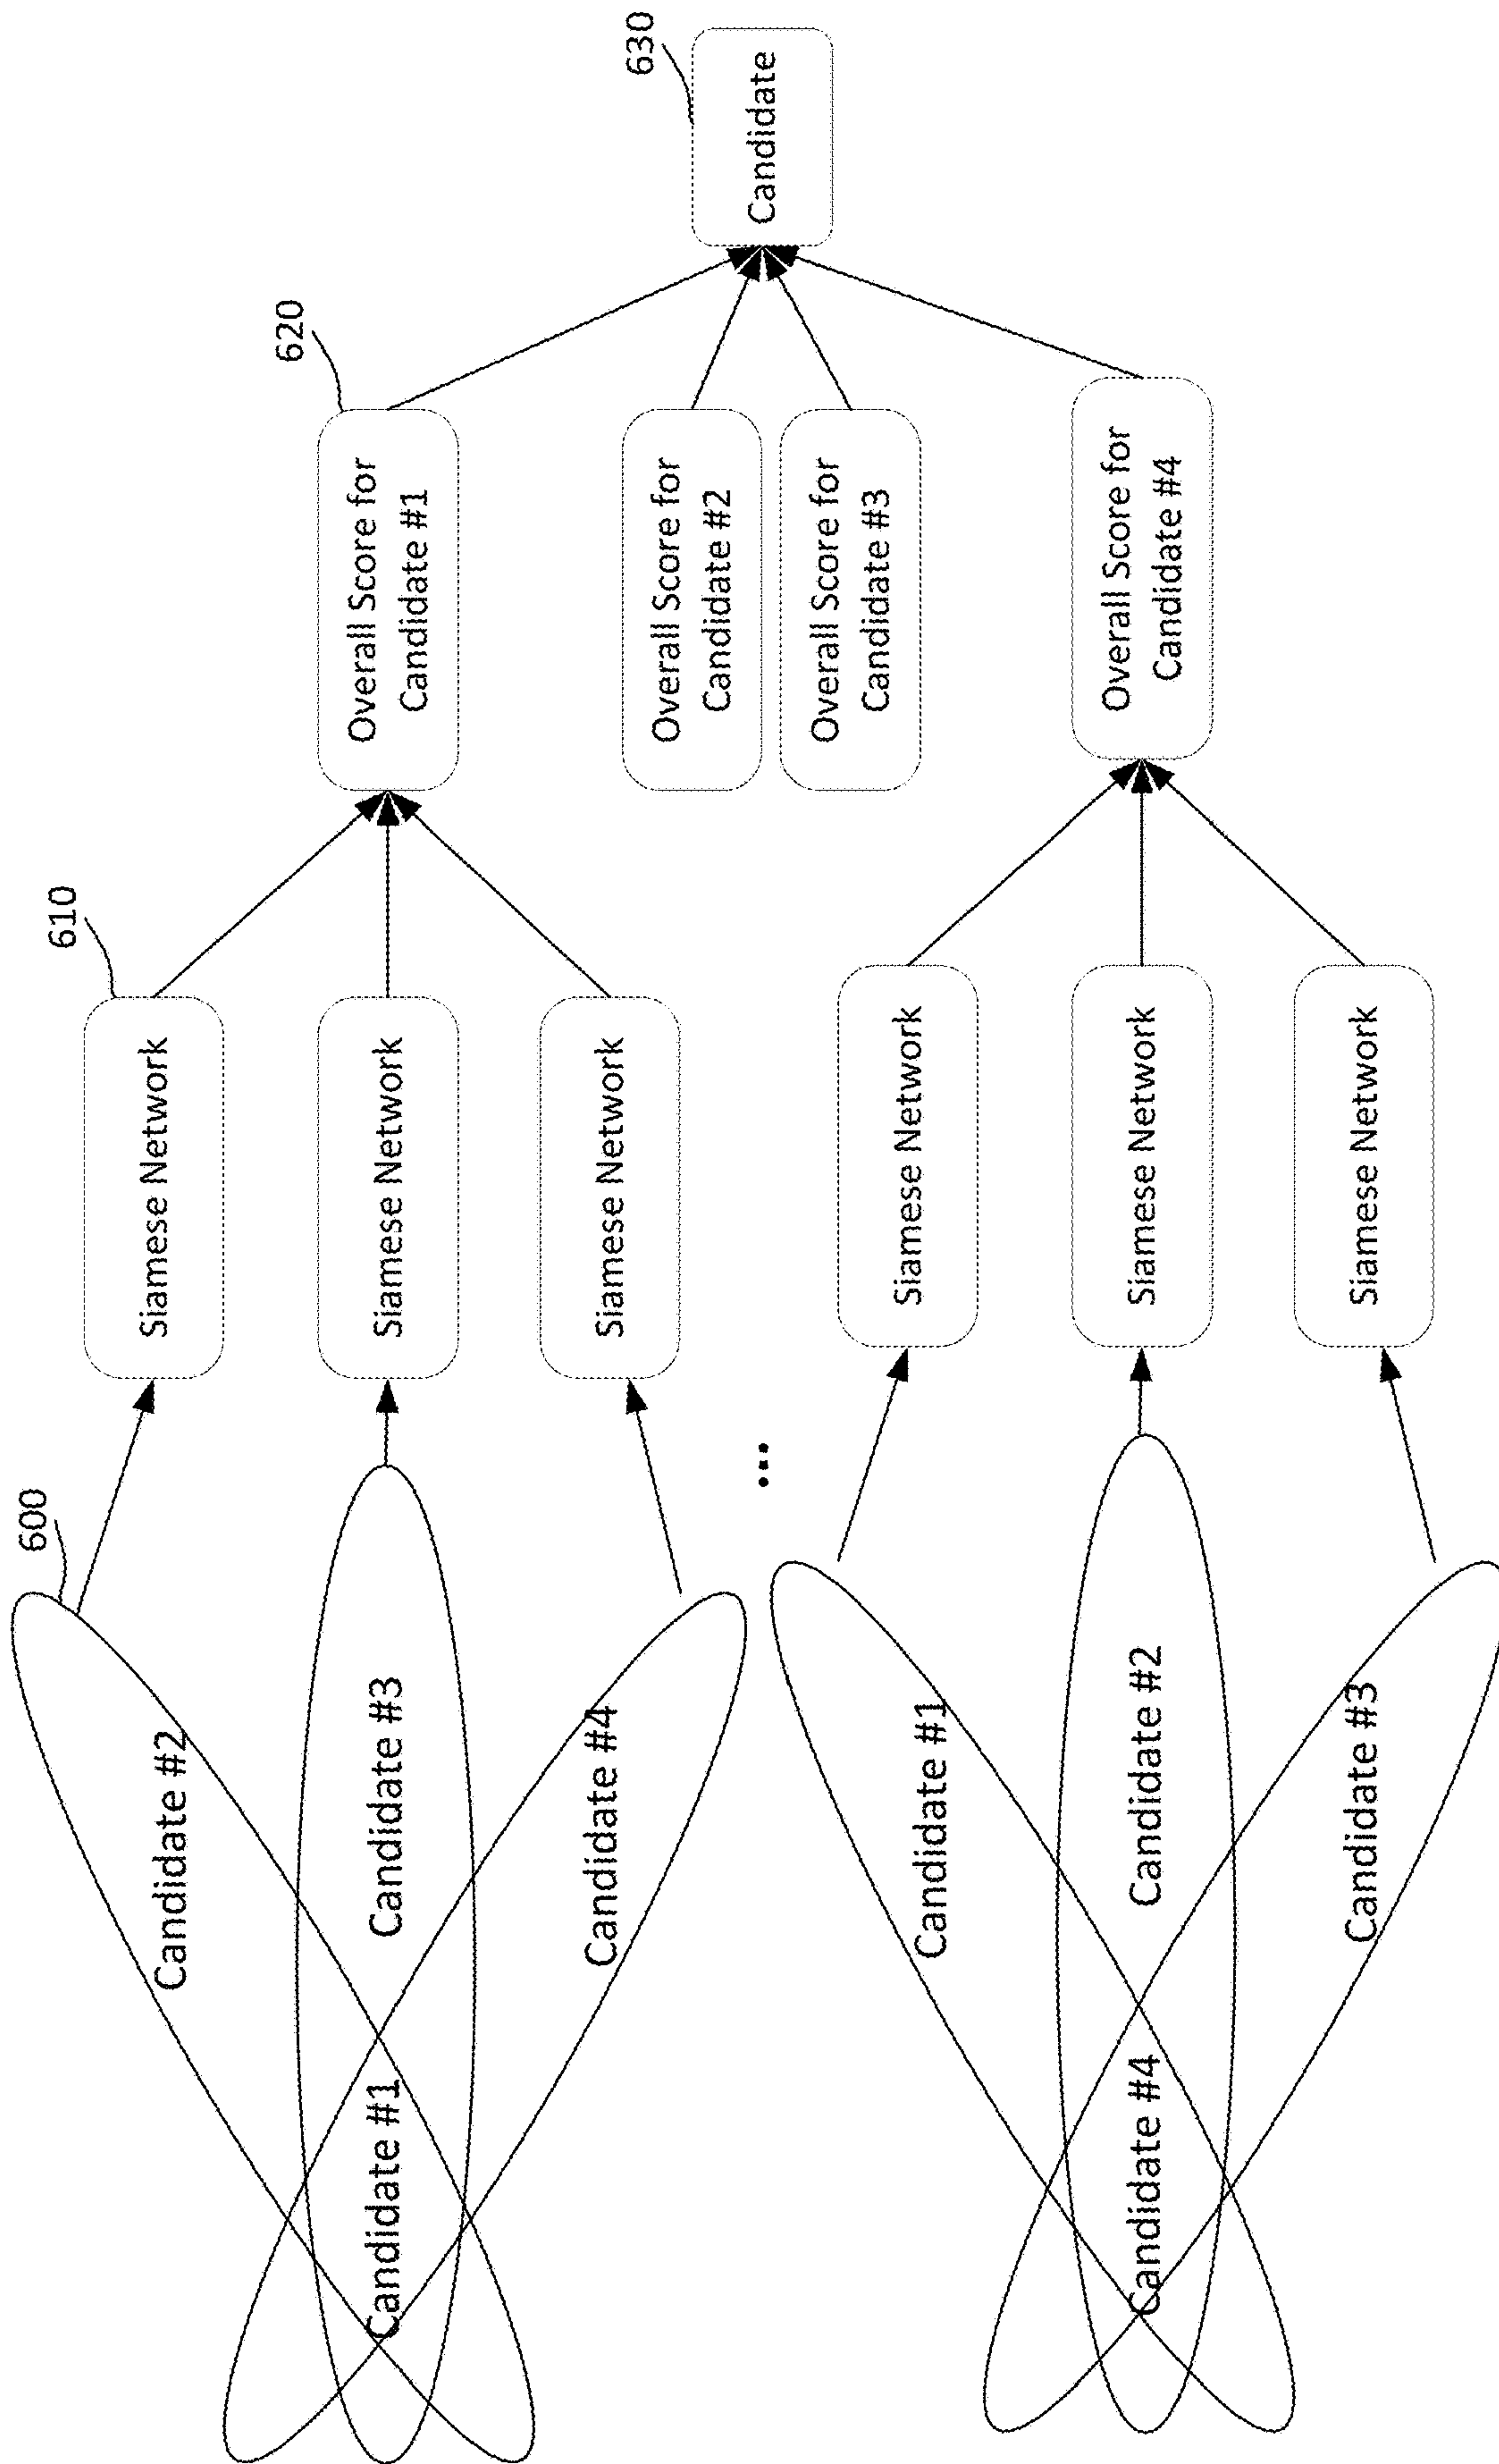 600
Candidate #2
Candidate #1
Candidate #3
Candidate #4
610
Siamese Network
Siamese Network
Siamese Network
620
Overall Score for
Candidate #1
...
Overall Score for
Candidate #2
Overall Score for
Candidate #3
630
Candidate
Candidate #1
Candidate #4
Candidate #2
Candidate #3
Siamese Network
Siamese Network
Siamese Network
Overall Score for
Candidate #4